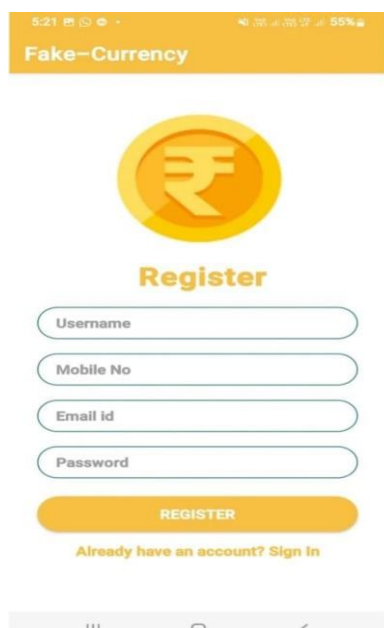 5:21
55%
Fake-Currency
₹
Register
Username
Mobile No
Email id
Password
REGISTER
Already have an account? Sign In